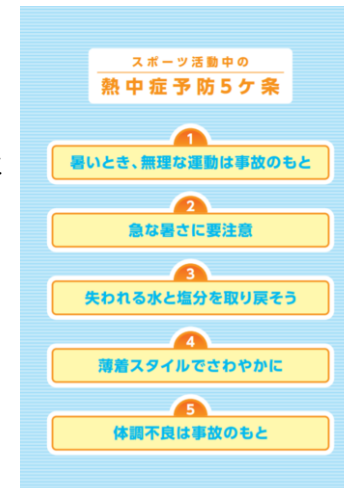 スポーツ活動中の
熱中症予防5ケ条
1
暑いとき、無理な運動は事故のもと
2
急な暑さに要注意
3
失われる水と塩分を取り戻そう
4
薄着スタイルでさわやかに
5
体調不良は事故のもと